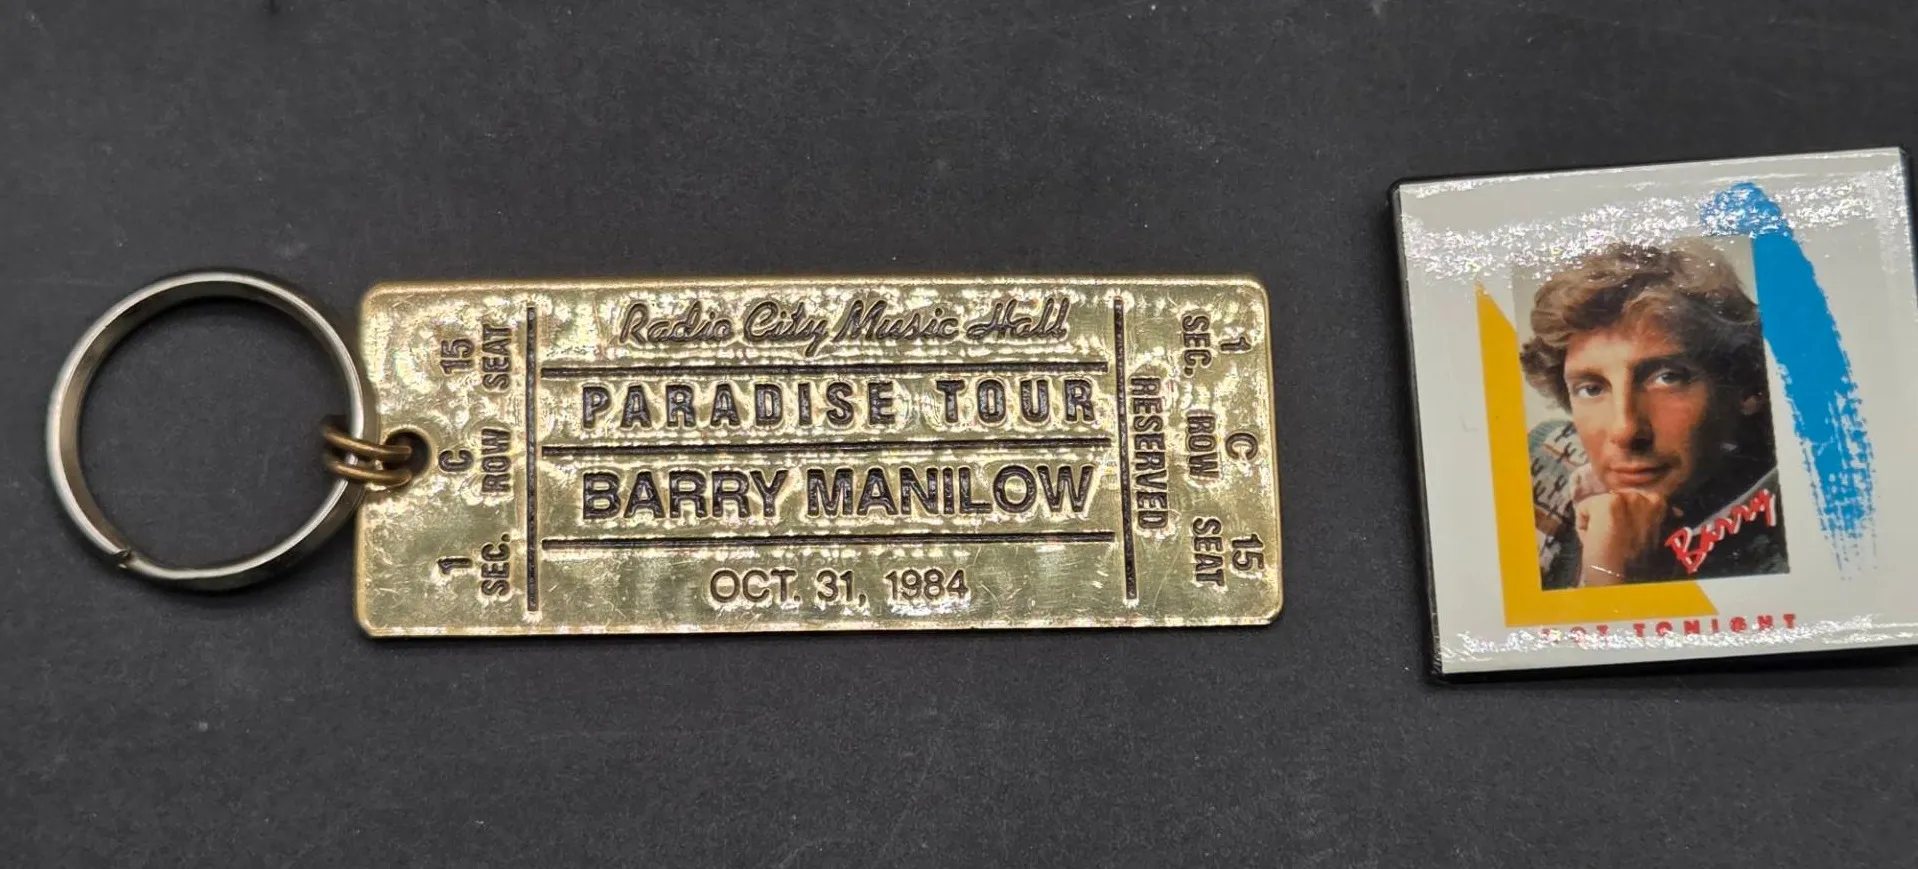 15 C 1
SEAT ROW SEC.
Radio City Music Hall
PARADISE TOUR
BARRY MANILOW
OCT. 31, 1984
RESERVED
SEC. ROW SEAT
1 C 15
Barry
TONIGHT